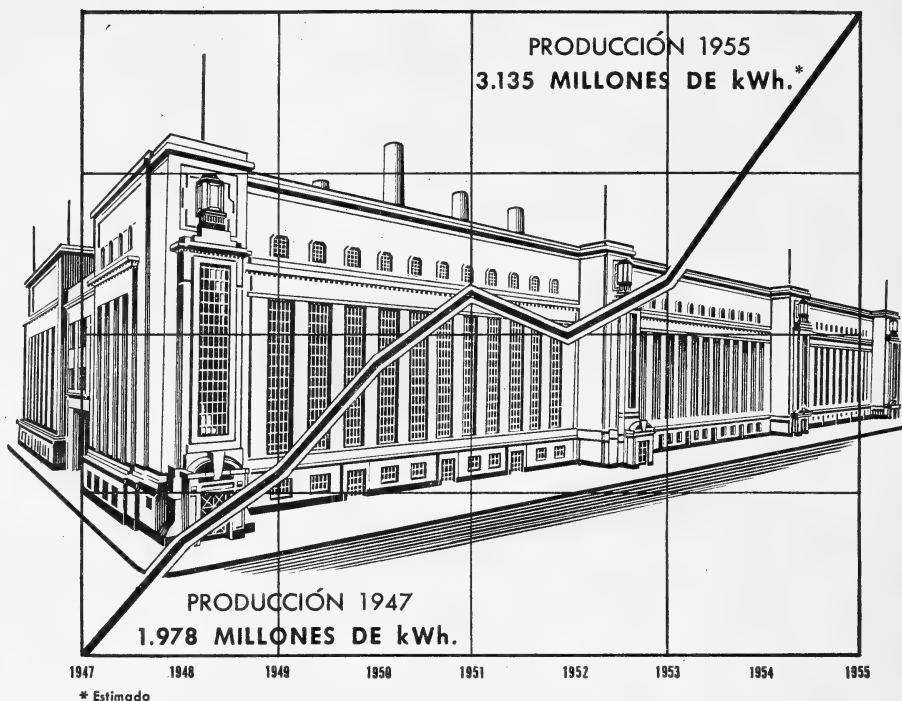 PRODUCCIÓN 1955
3.135 MILLONES DE kWh.*
PRODUCCIÓN 1947
1.978 MILLONES DE kWh.
1947 1948 1949 1950 1951 1952 1953 1954 1955
* Estimado